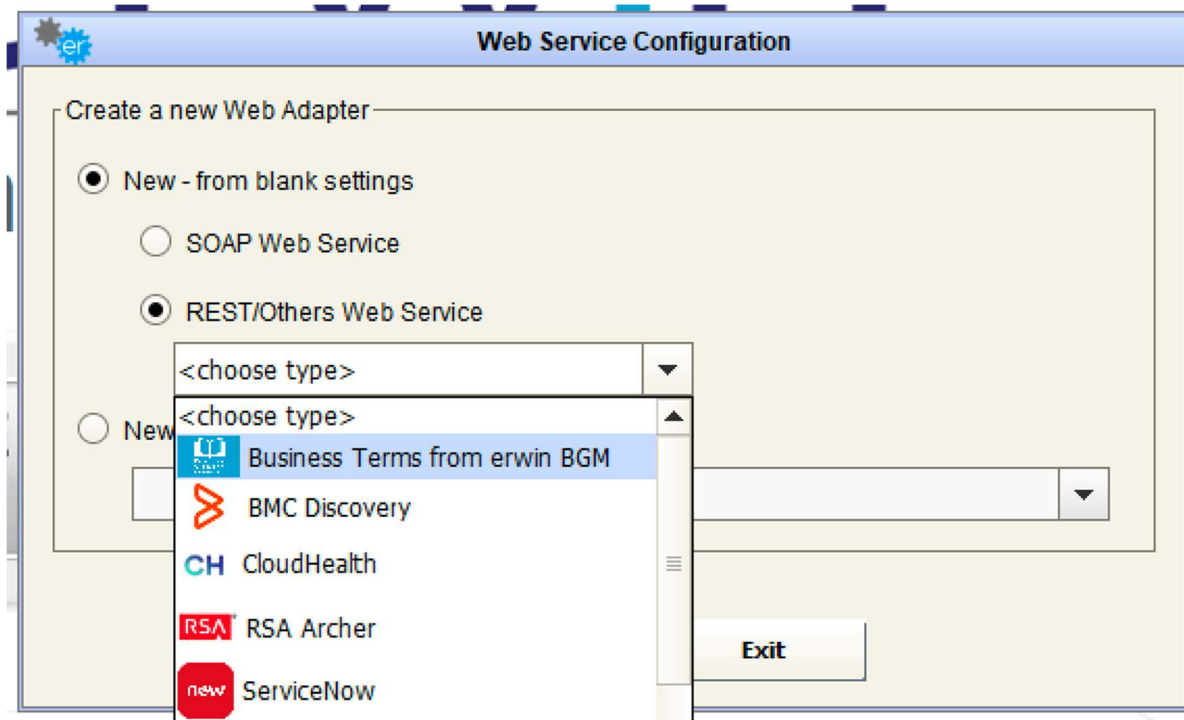 er
Web Service Configuration
Create a new Web Adapter
New - from blank settings
SOAP Web Service
REST/Others Web Service
<choose type>
<choose type>
New
Business Terms from erwin BGM
BMC Discovery
CH CloudHealth
RSA RSA Archer
new ServiceNow
Exit